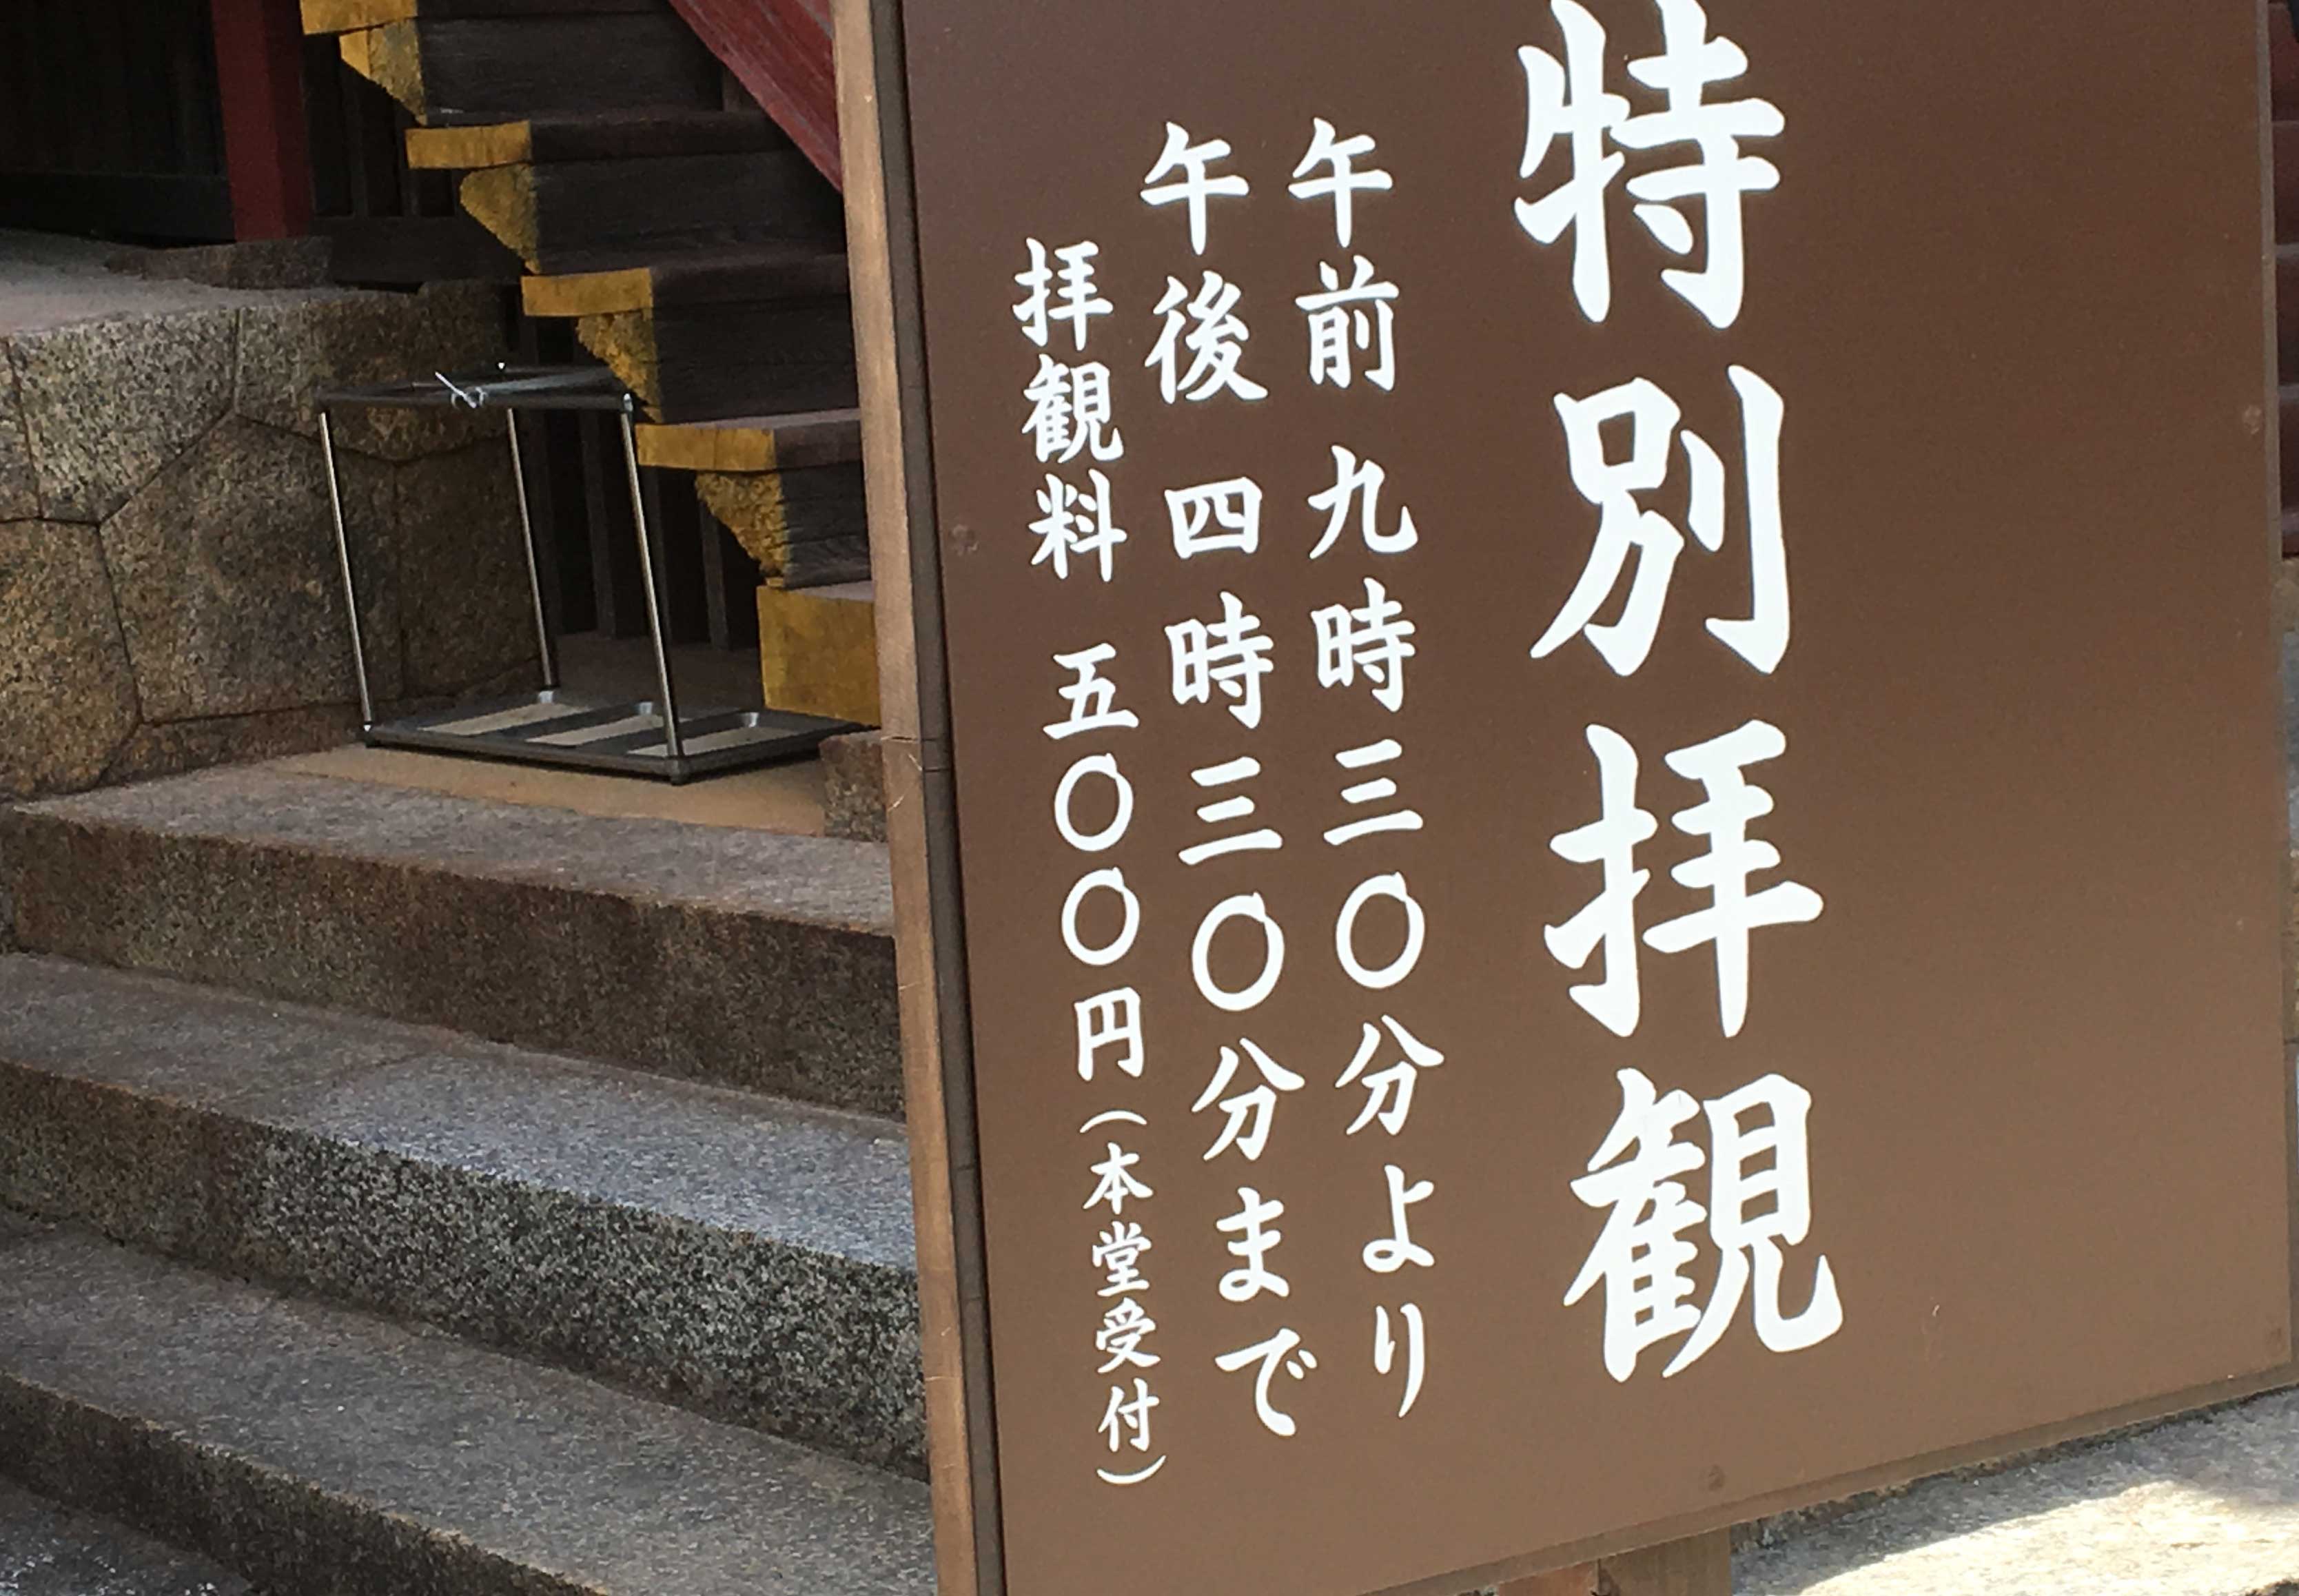 特別拝観
午前 九時三〇分より
午後 四時三〇分まで
拝観料 五〇〇円(本堂受付)